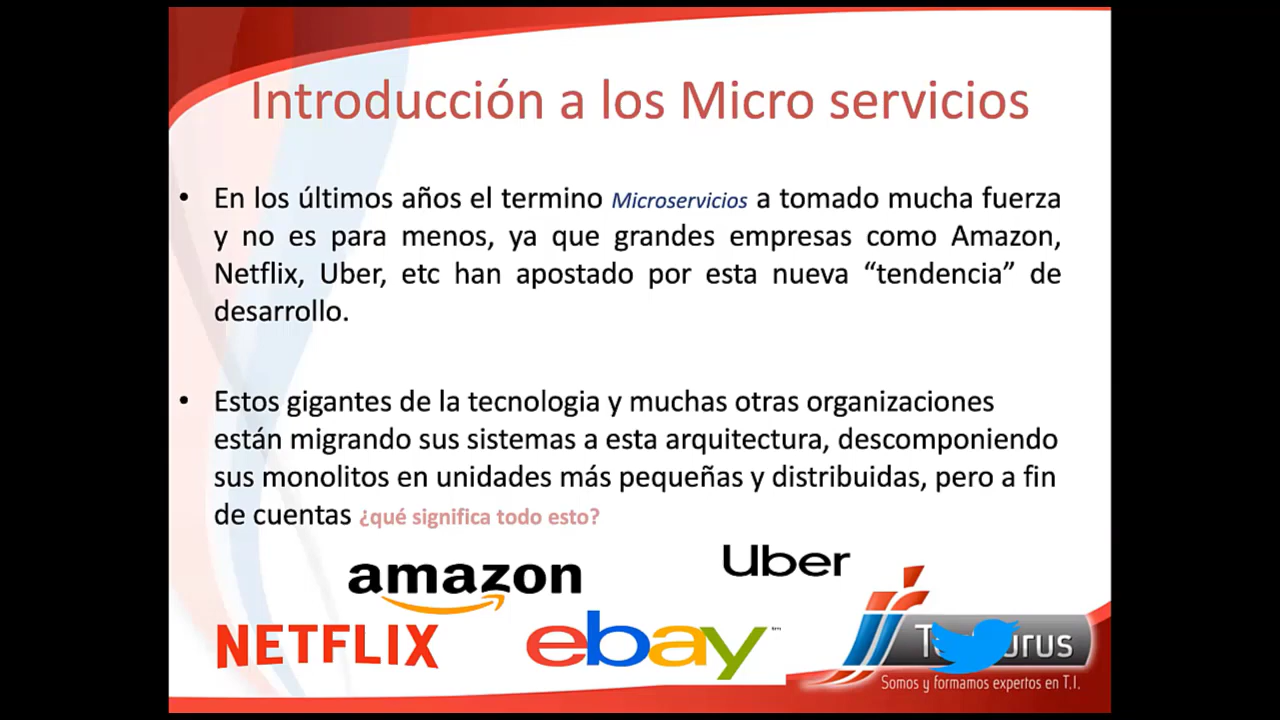 Introducción a los Micro servicios
• En los últimos años el termino Microservicios a tomado mucha fuerza
y no es para menos, ya que grandes empresas como Amazon,
Netflix, Uber, etc han apostado por esta nueva “tendencia” de
desarrollo.
• Estos gigantes de la tecnologia y muchas otras organizaciones
están migrando sus sistemas a esta arquitectura, descomponiendo
sus monolitos en unidades más pequeñas y distribuidas, pero a fin
de cuentas ¿qué significa todo esto?
amazon
Uber
NETFLIX
ebay™
Somos y formamos expertos en T.I.